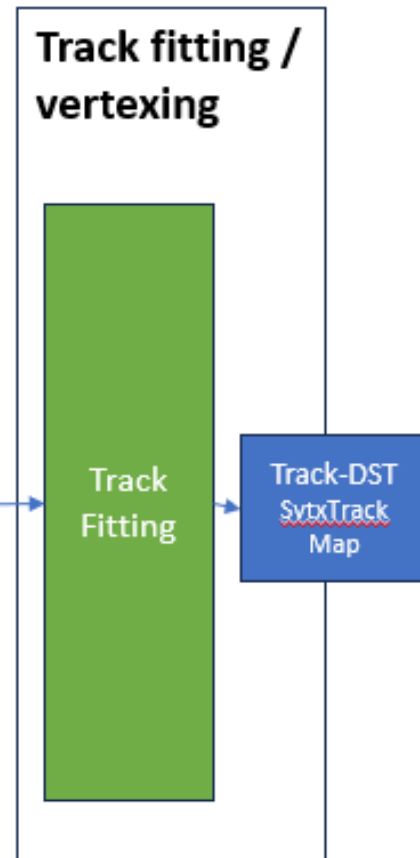 Track fitting /
vertexing
Track
Fitting
Track-DST
SvtxTrack
Map